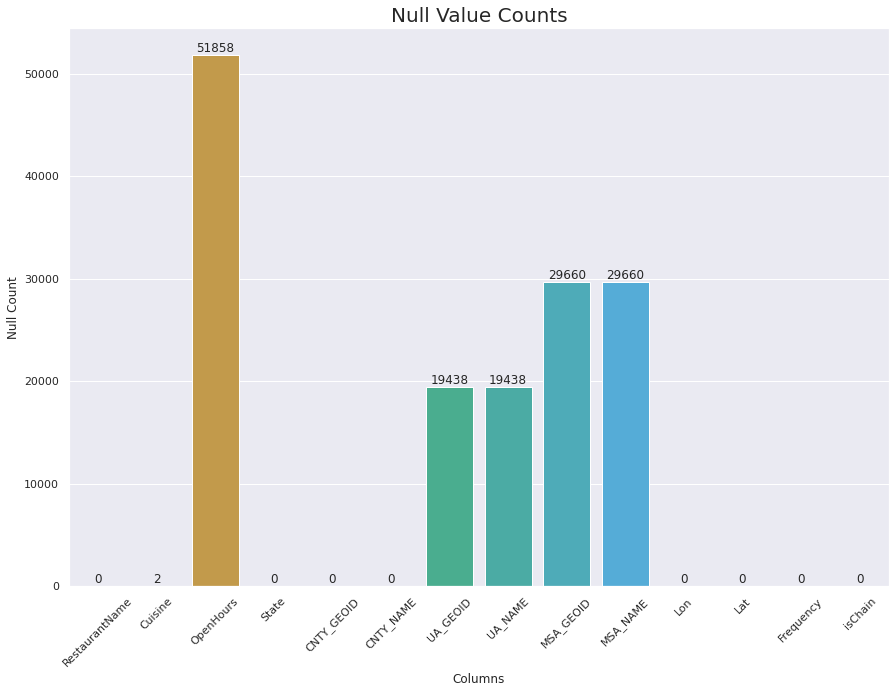 Null Value Counts
51858
50000
40000
30000
29660 29660
20000
19438 19438
10000
0
0 2 0 0 0 0 0 0 0
Null Count
RestaurantName Cuisine OpenHours State CNTY_GEOID CNTY_NAME UA_GEOID UA_NAME MSA_GEOID MSA_NAME Lon Lat Frequency isChain
Columns